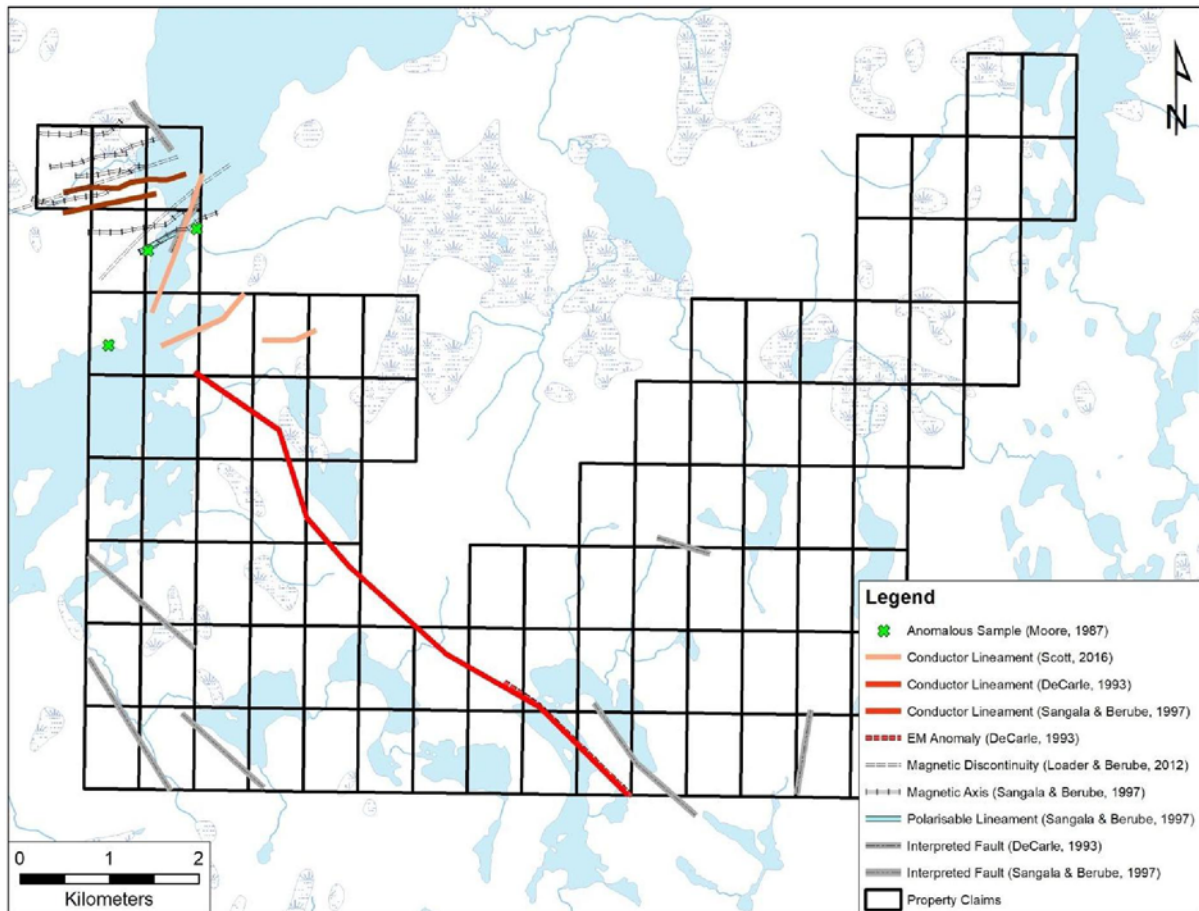 N
Legend
Anomalous Sample (Moore, 1987)
Conductor Lineament (Scott, 2016)
Conductor Lineament (DeCarle, 1993)
Conductor Lineament (Sangala & Berube, 1997)
EM Anomaly (DeCarle, 1993)
Magnetic Discontinuity (Loader & Berube, 2012)
Magnetic Axis (Sangala & Berube, 1997)
Polarisable Lineament (Sangala & Berube, 1997)
Interpreted Fault (DeCarle, 1993)
Interpreted Fault (Sangala & Berube, 1997)
Property Claims
0 1 2
Kilometers